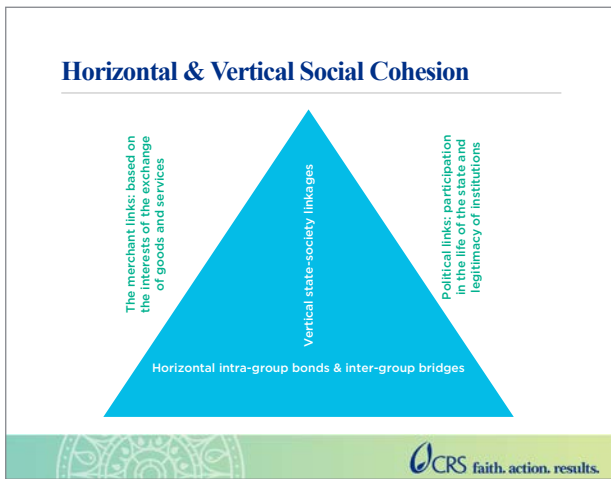 Horizontal & Vertical Social Cohesion
The merchant links: based on
the interests of the exchange
of goods and services
Vertical state-society linkages
Political links: participation
in the life of the state and
legitimacy of institutions
Horizontal intra-group bonds & inter-group bridges
CRS faith. action. results.